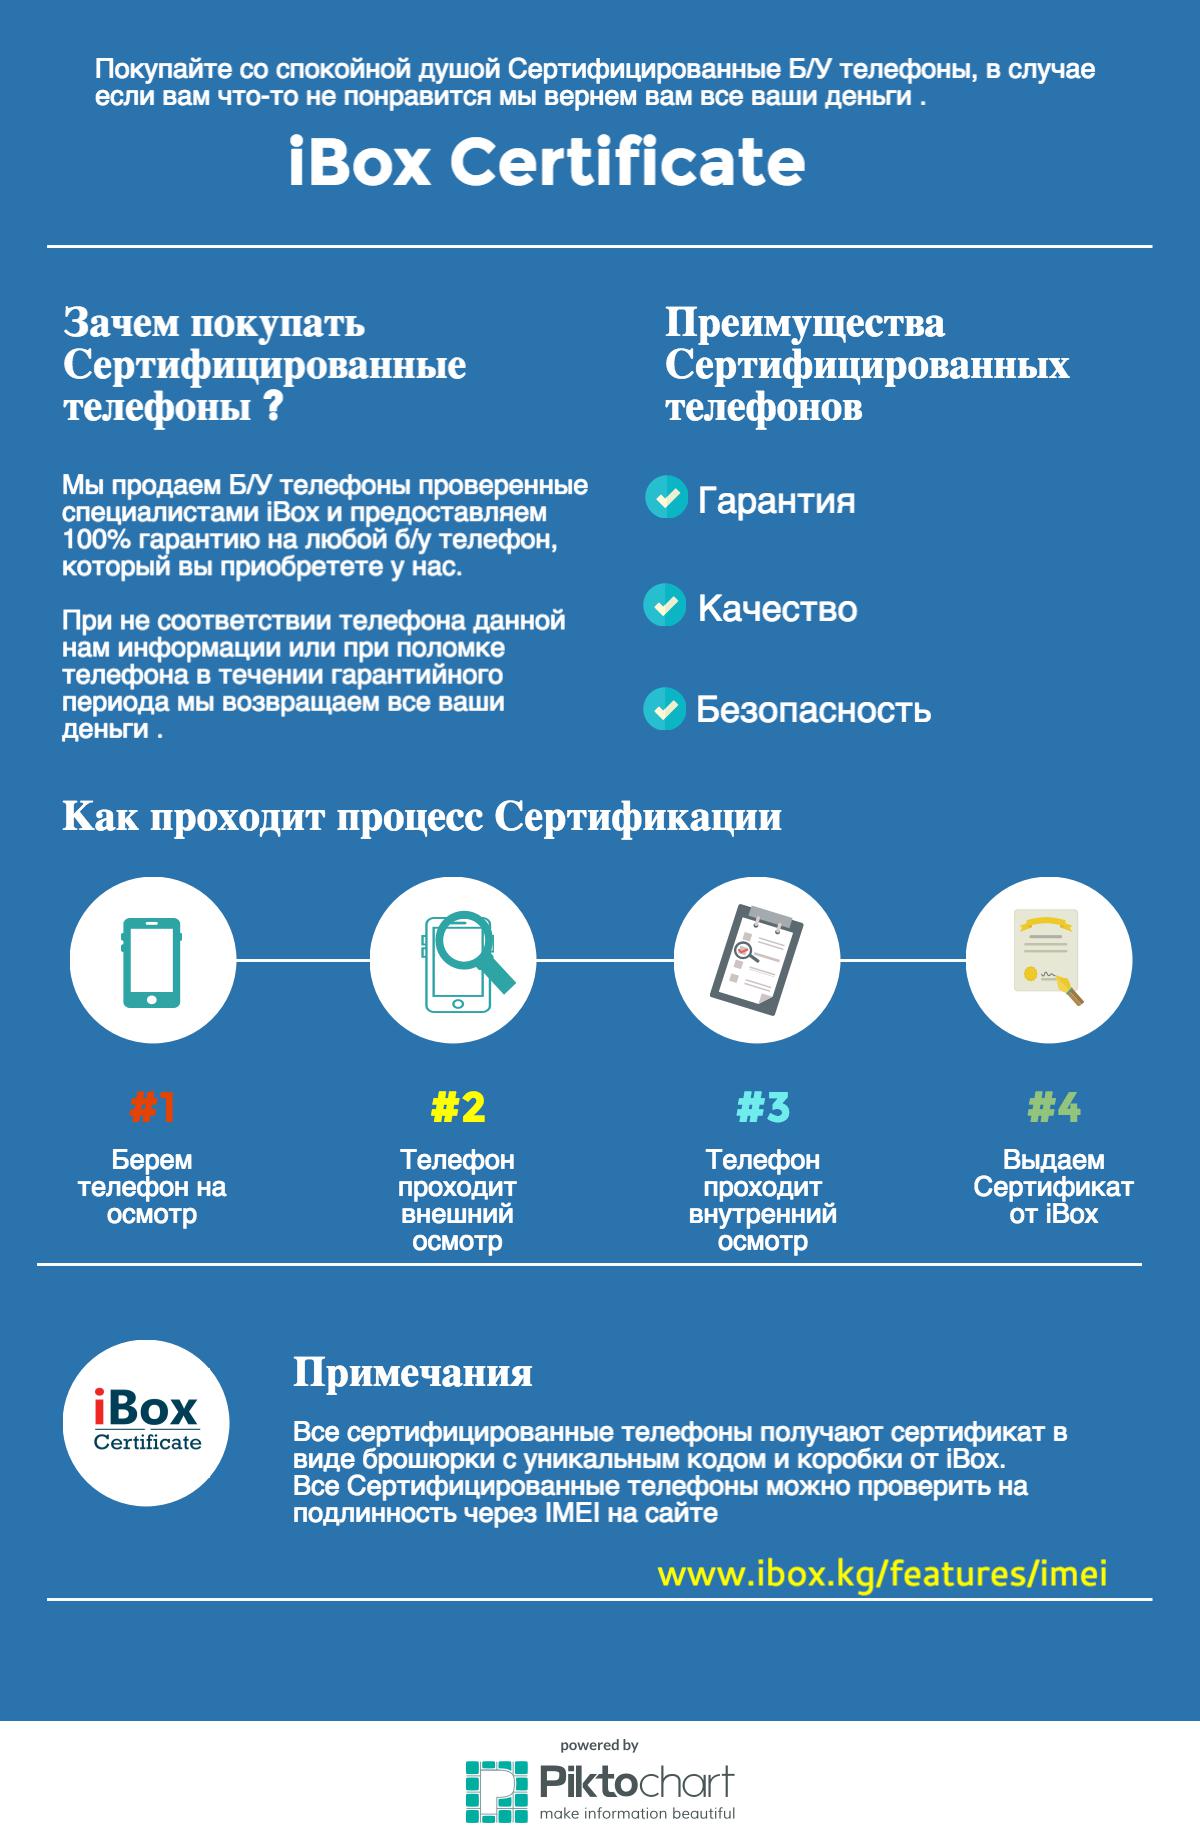 Покупайте со спокойной душой Сертифицированные Б/У телефоны, в случае
если вам что-то не понравится мы вернем вам все ваши деньги .
iBox Certificate
Зачем покупать
Сертифицированные
телефоны ?
Мы продаем Б/У телефоны проверенные
специалистами iBox и предоставляем
100% гарантию на любой б/у телефон,
который вы приобретете у нас.
При не соответствии телефона данной
нам информации или при поломке
телефона в течении гарантийного
периода мы возвращаем все ваши
деньги .
Преимущества
Сертифицированных
телефонов
Гарантия
Качество
Безопасность
Как проходит процесс Сертификации
#1
Берем
телефон на
осмотр
#2
Телефон
проходит
внешний
осмотр
#3
Телефон
проходит
внутренний
осмотр
#4
Выдаем
Сертификат
от iBox
iBox
Certificate
Примечания
Все сертифицированные телефоны получают сертификат в
виде брошюрки с уникальным кодом и коробки от iBox.
Все Сертифицированные телефоны можно проверить на
подлинность через IMEI на сайте
www.ibox.kg/features/imei
powered by
Piktochart
make information beautiful